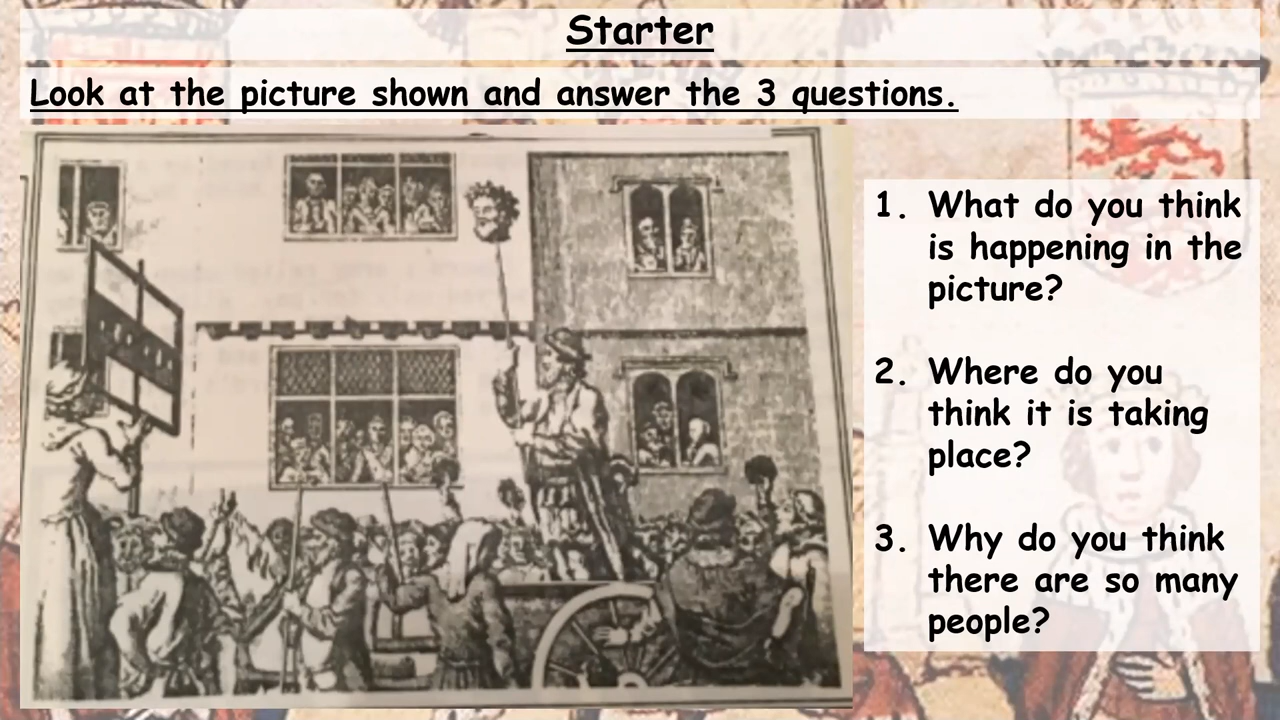 Starter
Look at the picture shown and answer the 3 questions.
1. What do you think
is happening in the
picture?
2. Where do you
think it is taking
place?
3. Why do you think
there are so many
people?